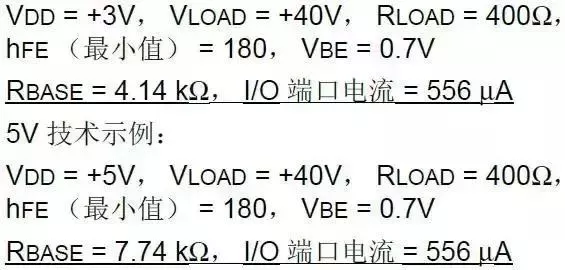 VDD = +3V， VLOAD = +40V， RLOAD = 400Ω，
hFE （最小值） = 180， VBE = 0.7V
RBASE = 4.14 kΩ， I/O 端口电流 = 556 µA
5V 技术示例：
VDD = +5V， VLOAD = +40V， RLOAD = 400Ω，
hFE （最小值） = 180， VBE = 0.7V
RBASE = 7.74 kΩ， I/O 端口电流 = 556 µA